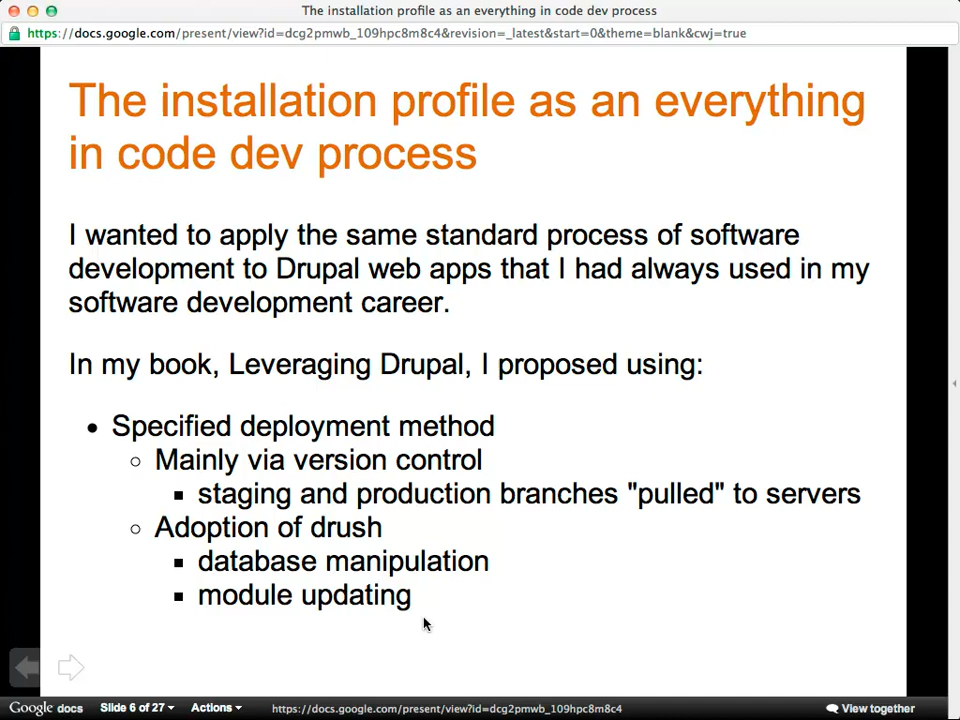 The installation profile as an everything in code dev process
https://docs.google.com/present/view?id=dcg2pmwb_109hpc8m8c4&revision=_latest&start=0&theme=blank&cwj=true
The installation profile as an everything
in code dev process
I wanted to apply the same standard process of software
development to Drupal web apps that I had always used in my
software development career.
In my book, Leveraging Drupal, I proposed using:
Specified deployment method
Mainly via version control
staging and production branches "pulled" to servers
Adoption of drush
database manipulation
module updating
Google docs Slide 6 of 27 Actions https://docs.google.com/present/view?id=dcg2pmwb_109hpc8m8c4 View together